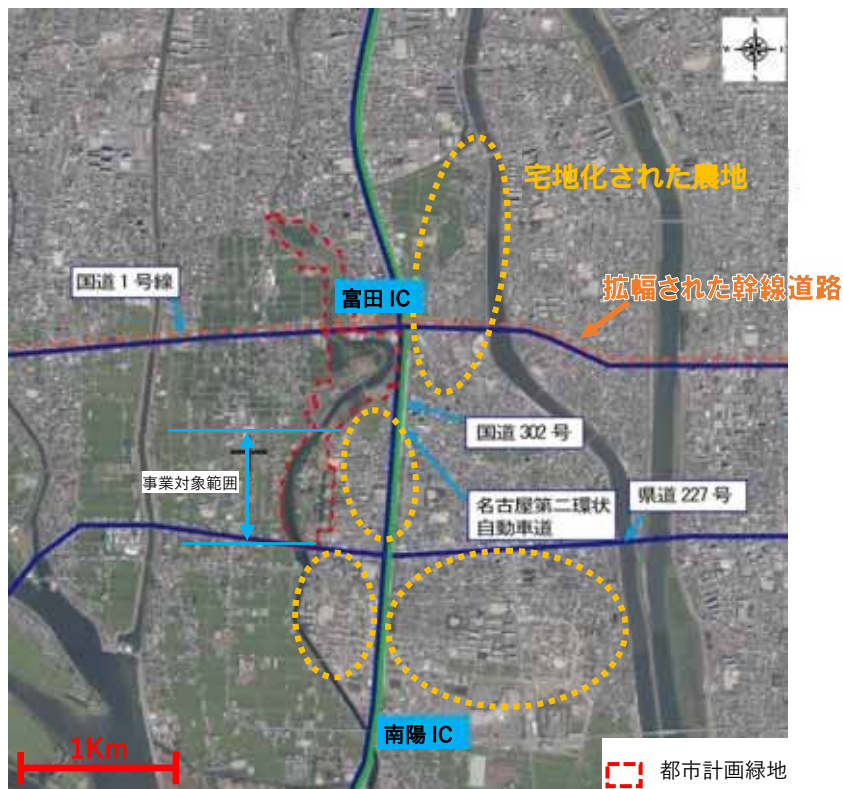 N
W
E
S
宅地化された農地
国道1号線
富田 IC
拡幅された幹線道路
国道 302 号
事業対象範囲
名古屋第二環状
自動車道
県道 227 号
南陽 IC
1Km
都市計画緑地